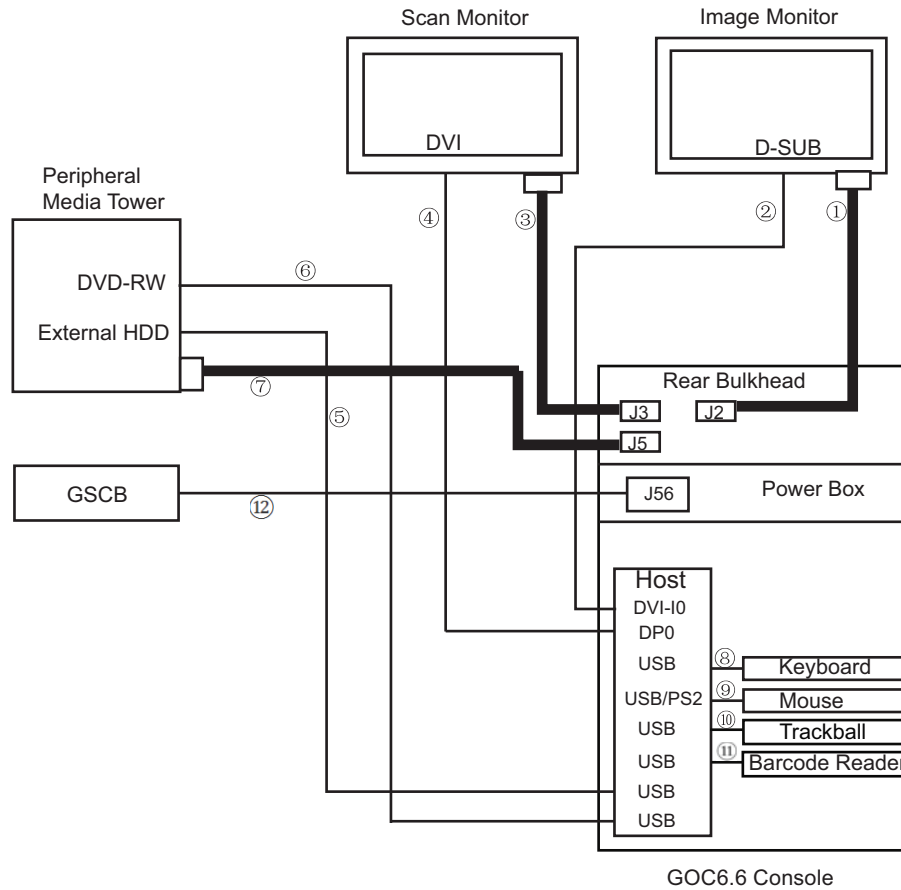 Scan Monitor
Image Monitor
DVI
D-SUB
Peripheral
Media Tower
④
③
②
①
⑥
DVD-RW
External HDD
⑦
⑤
Rear Bulkhead
J3
J2
J5
GSCB
⑫
J56
Power Box
Host
DVI-I0
DP0
USB
⑧
Keyboard
USB/PS2
⑨
Mouse
USB
⑩
Trackball
USB
⑪
Barcode Reader
USB
USB
GOC6.6 Console